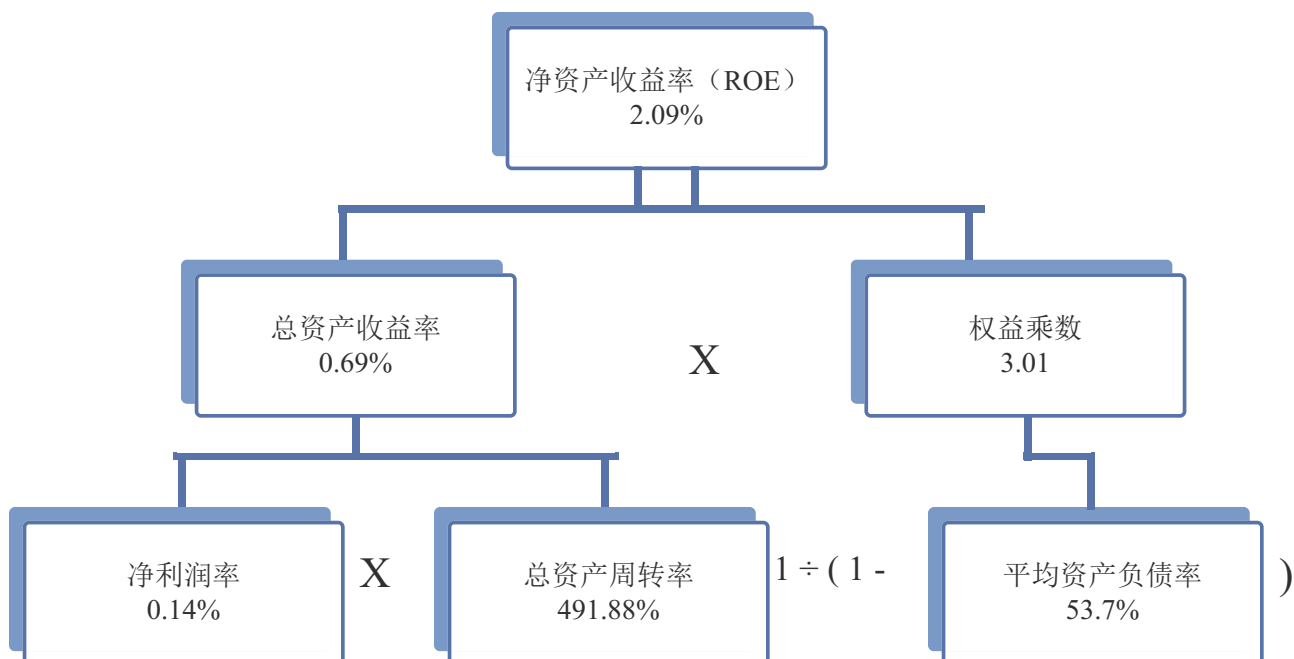 净资产收益率（ROE）
2.09%
总资产收益率
0.69%
X
权益乘数
3.01
净利润率
0.14%
X
总资产周转率
491.88%
1 ÷ ( 1 -
平均资产负债率
53.7%
)